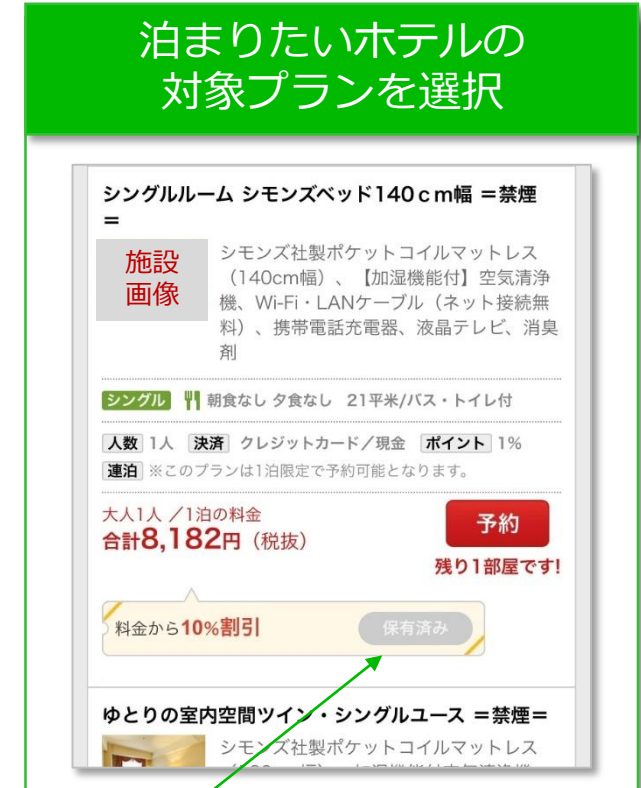 泊まりたいホテルの
対象プランを選択
シングルルーム シモンズベッド140ｃｍ幅 ＝禁煙
＝
施設
画像
シモンズ社製ポケットコイルマットレス
（140cm幅）、【加湿機能付】空気清浄
機、Wi-Fi・LANケーブル（ネット接続無
料）、携帯電話充電器、液晶テレビ、消臭
剤
シングル 朝食なし 夕食なし 21平米/バス・トイレ付
人数 1人 決済 クレジットカード／現金 ポイント 1%
連泊 ※このプランは1泊限定で予約可能となります。
大人1人 ／1泊の料金
合計8,182円（税抜）
予約
残り1部屋です!
料金から10%割引
保有済み
ゆとりの室内空間ツイン・シングルユース ＝禁煙＝
シモンズ社製ポケットコイルマットレス